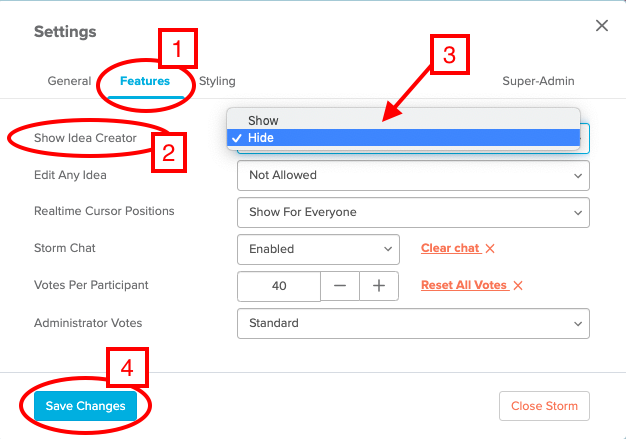 Settings
1
3
General Features Styling Super-Admin
Show
Show Idea Creator Hide
2
Edit Any Idea Not Allowed
Realtime Cursor Positions Show For Everyone
Storm Chat Enabled Clear chat
Votes Per Participant 40 Reset All Votes
Administrator Votes Standard
4
Save Changes Close Storm